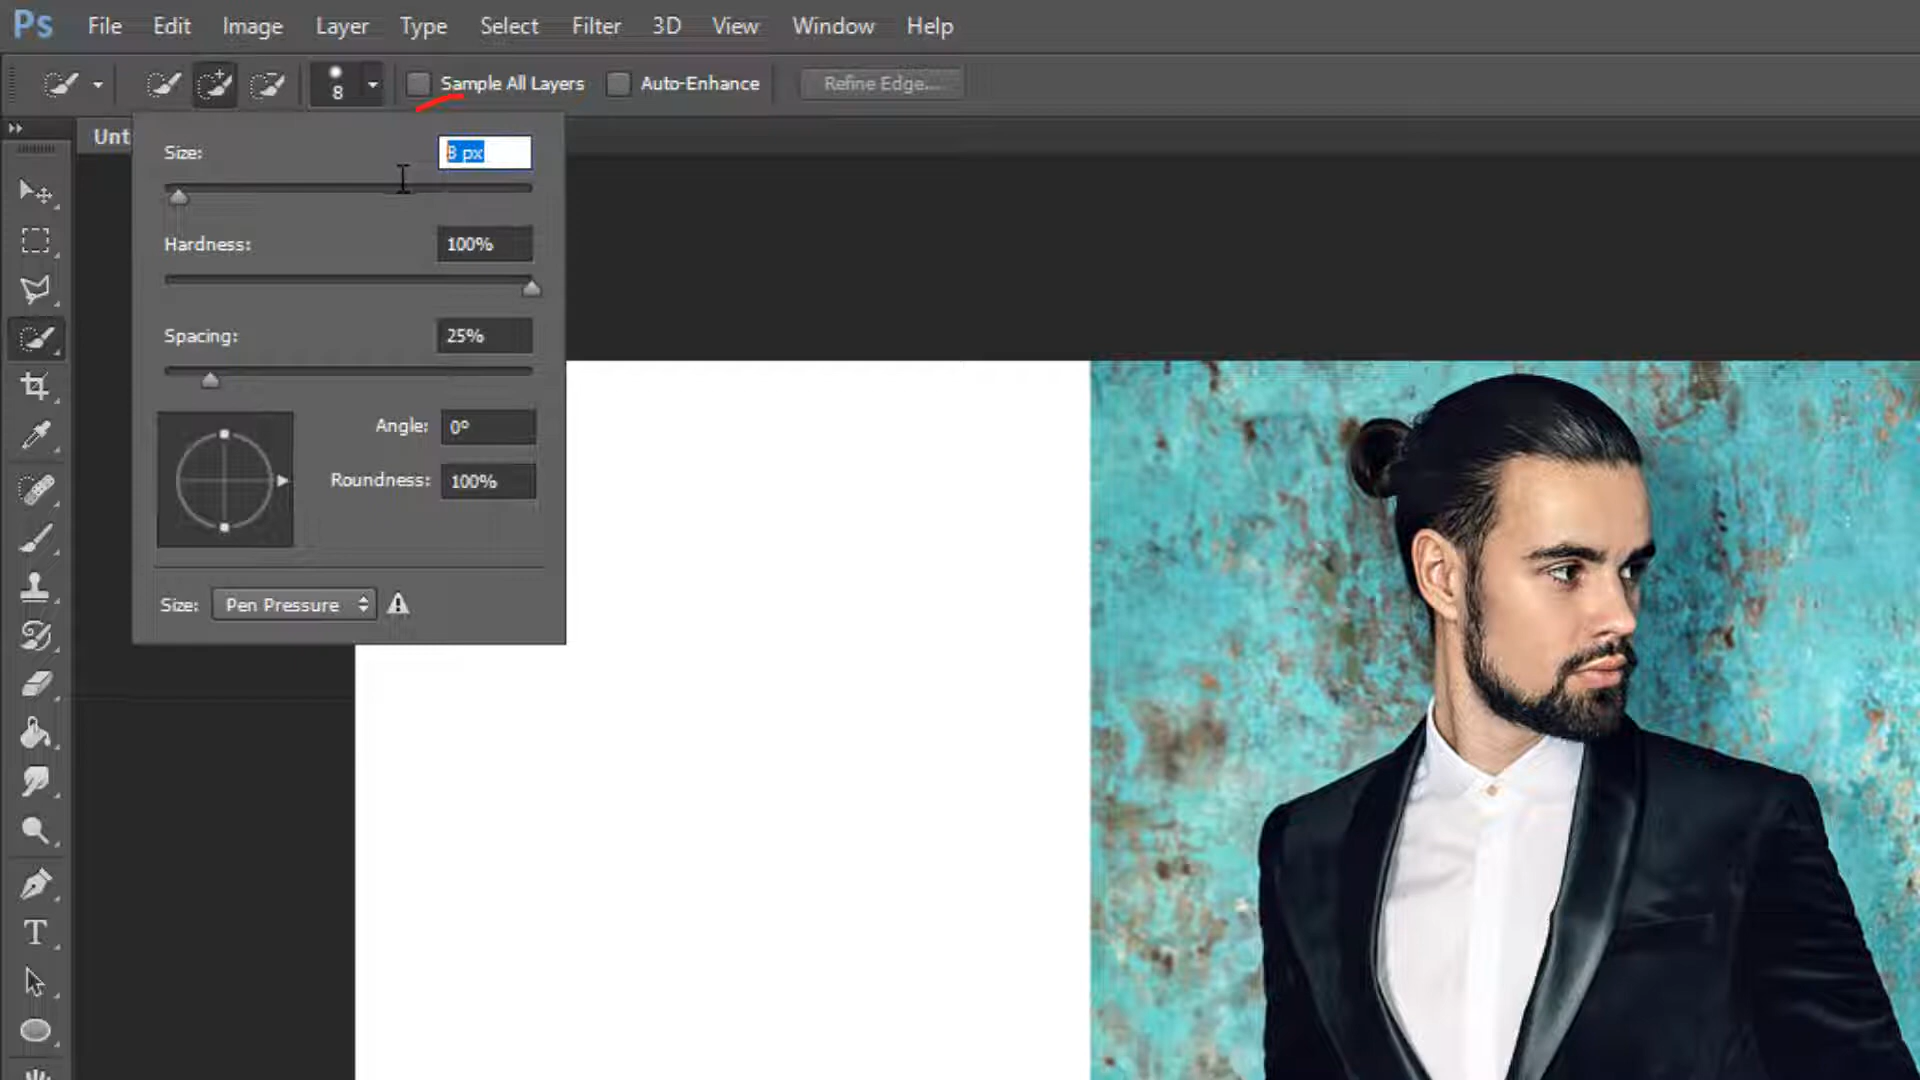 Ps File Edit Image Layer Type Select Filter 3D View Window Help
8 Sample All Layers Auto-Enhance Refine Edge...
Unt
Size: 8 px
Hardness: 100%
Spacing: 25%
Angle: 0°
Roundness: 100%
Size: Pen Pressure
T